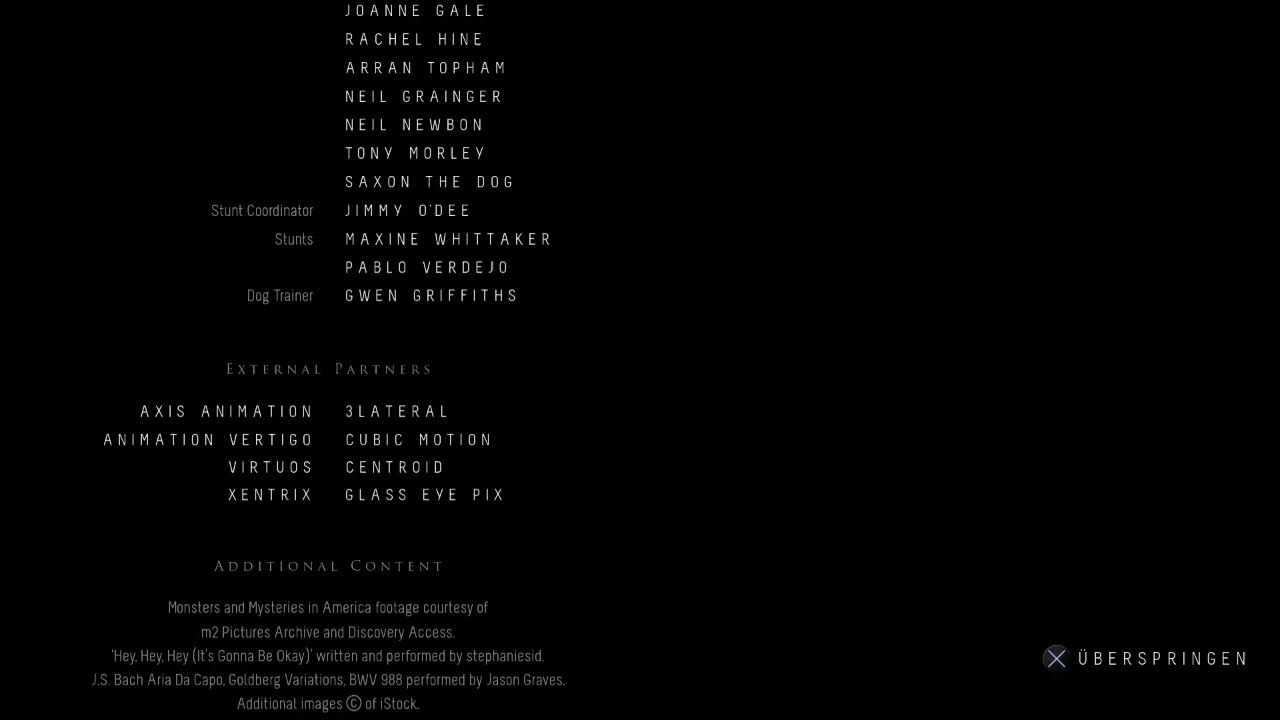 JOANNE GALE
RACHEL HINE
ARRAN TOPHAM
NEIL GRAINGER
NEIL NEWBON
TONY MORLEY
SAXON THE DOG
Stunt Coordinator JIMMY O'DEE
Stunts MAXINE WHITTAKER
PABLO VERDEJO
Dog Trainer GWEN GRIFFITHS
External Partners
AXIS ANIMATION 3LATERAL
ANIMATION VERTIGO CUBIC MOTION
VIRTUOS CENTROID
XENTRIX GLASS EYE PIX
Additional Content
Monsters and Mysteries in America footage courtesy of
m2 Pictures Archive and Discovery Access.
'Hey, Hey, Hey (It's Gonna Be Okay)' written and performed by stephaniesid.
J.S. Bach Aria Da Capo, Goldberg Variations, BWV 988 performed by Jason Graves.
Additional images © of iStock.
ÜBERSPRINGEN